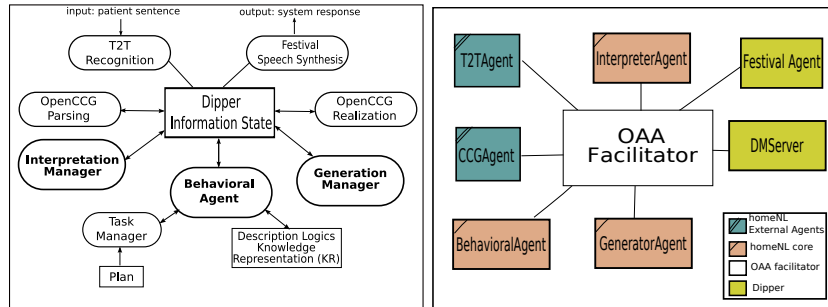 input: patient sentence
output: system response
T2T
Recognition
Festival
Speech Synthesis
OpenCCG
Parsing
Dipper
Information State
OpenCCG
Realization
Interpretation
Manager
Behavioral
Agent
Generation
Manager
Task
Manager
Description Logics
Knowledge
Representation (KR)
Plan
T2TAgent
InterpreterAgent
Festival Agent
OAA
Facilitator
CCGAgent
DMServer
BehavioralAgent
GeneratorAgent
homeNL
External Agents
homeNL core
OAA facilitator
Dipper